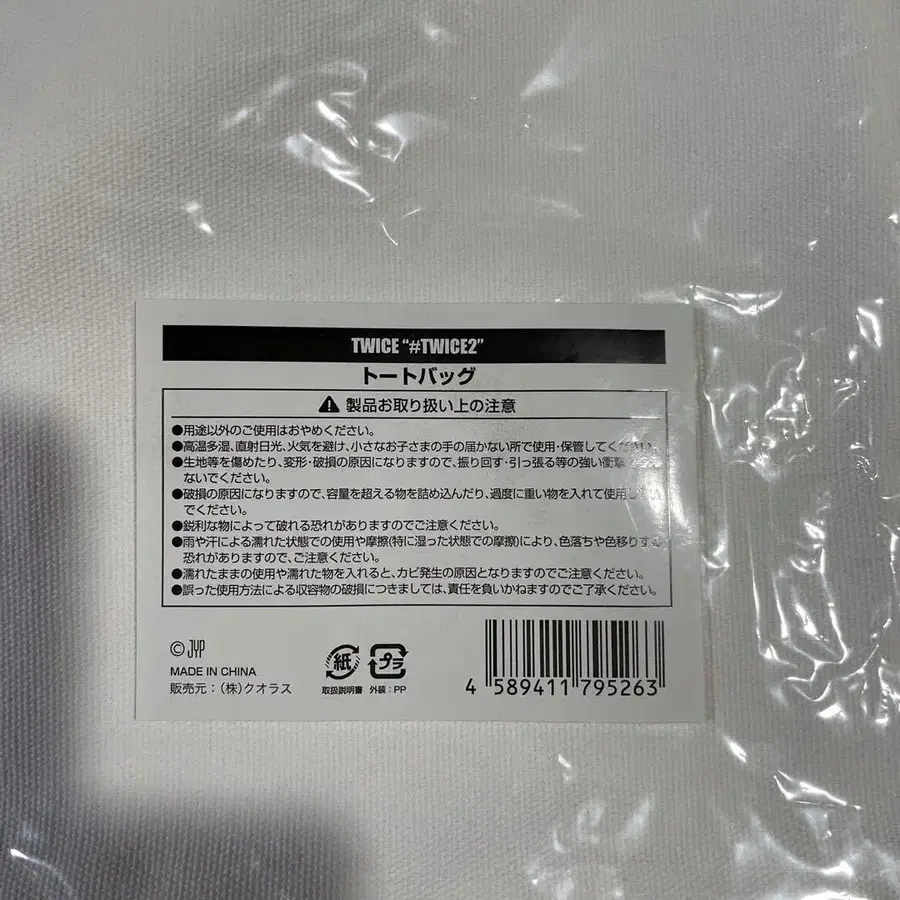 TWICE “#TWICE2”
トートバッグ
製品お取り扱い上の注意
●用途以外のご使用はおやめください。
●高温多湿、直射日光、火気を避け、小さなお子さまの手の届かない所で使用・保管してください。
●生地等を傷めたり、変形・破損の原因になりますので、振り回す・引っ張る等の強い衝撃
ないでください。
●破損の原因になりますので、容量を超える物を詰め込んだり、過度に重い物を入れて使用し
でください。
●鋭利な物によって破れる恐れがありますのでご注意ください。
●雨や汗による濡れた状態での使用や摩擦(特に湿った状態での摩擦)により、色落ちや色移りする
恐れがありますので、ご注意ください。
●濡れたままの使用や濡れた物を入れると、カビ発生の原因となりますのでご注意ください。
●誤った使用方法による収容物の破損につきましては、責任を負いかねますのでご了承ください。
© JYP
MADE IN CHINA
販売元:(株)クオラス
紙
取扱説明書
プラ
外装:PP
4 589411 795263